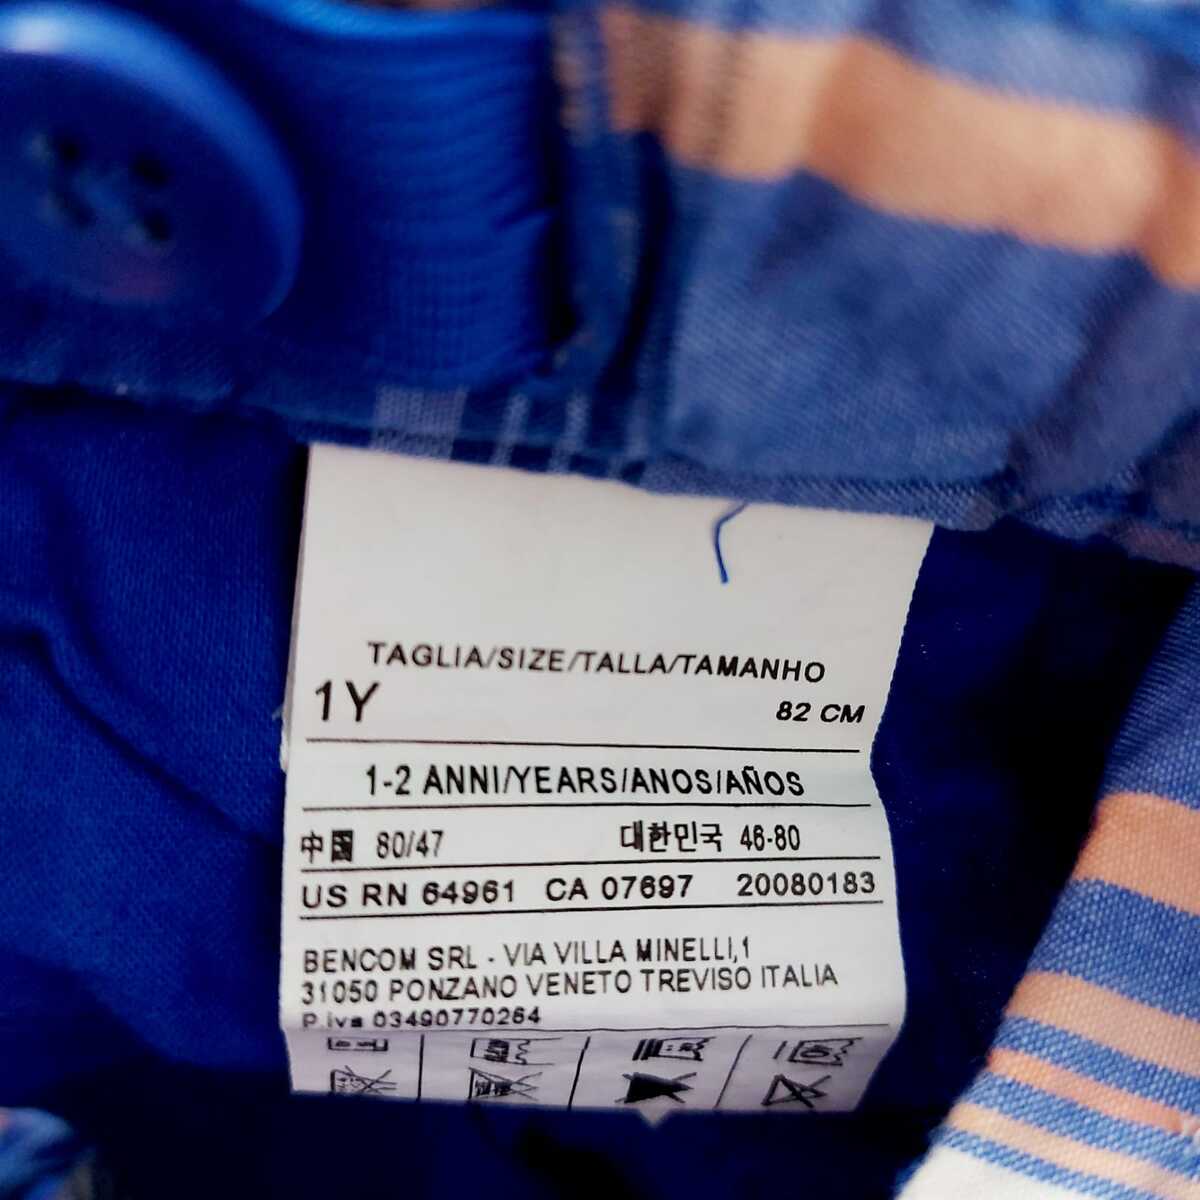 TAGLIA/SIZE/TALLA/TAMANHO
1Y 82 CM
1-2 ANNI/YEARS/ANOS/AÑOS
中國 80/47 대한민국 46-80
US RN 64961 CA 07697 20080183
BENCOM SRL - VIA VILLA MINELLI,1
31050 PONZANO VENETO TREVISO ITALIA
P.iva 03490770264